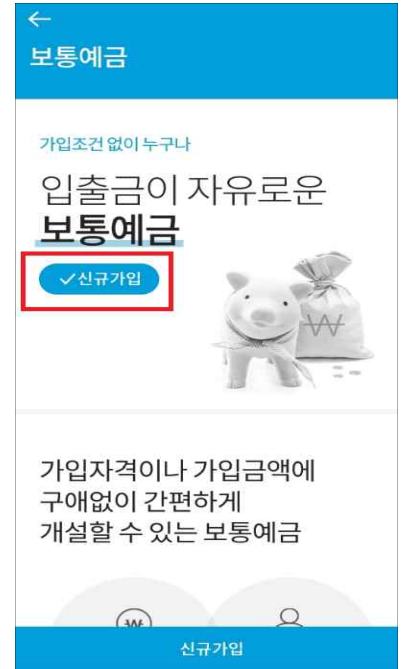 ←
보통예금
가입조건 없이 누구나
입출금이 자유로운
보통예금
✓신규가입
₩
가입자격이나 가입금액에
구애없이 간편하게
개설할 수 있는 보통예금
₩
신규가입